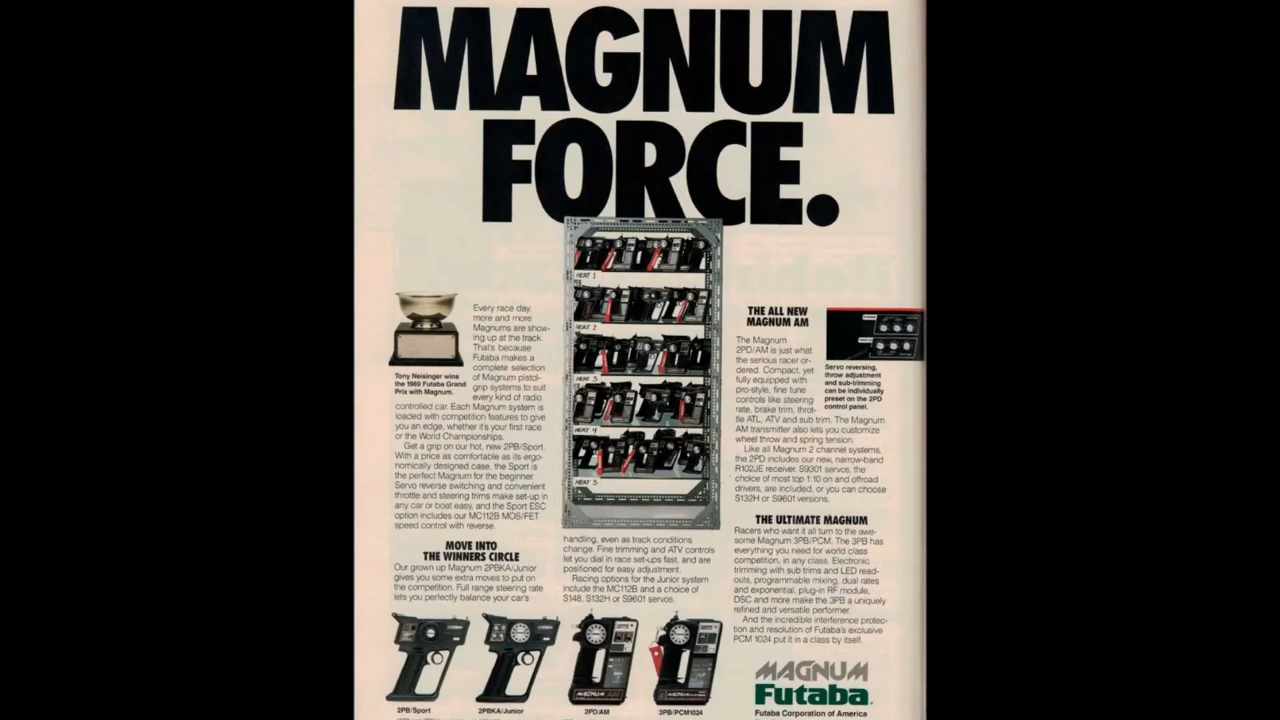 MAGNUM
FORCE.
HEAT 1
HEAT 2
HEAT 3
HEAT 4
HEAT 5
Tony Neisinger wins
the 1989 Futaba Grand
Prix with Magnum.
Every race day,
more and more
Magnums are show-
ing up at the track.
That's because
Futaba makes a
complete selection
of Magnum pistol-
grip systems to suit
every kind of radio
controlled car. Each Magnum system is
loaded with competition features to give
you an edge, whether it's your first race
or the World Championships.
Get a grip on our hot, new 2PB/Sport.
With a price as comfortable as its ergo-
nomically designed case, the Sport is
the perfect Magnum for the beginner.
Servo reverse switching and convenient
throttle and steering trims make set-up in
any car or boat easy, and the Sport ESC
option includes our MC112B MOS/FET
speed control with reverse.
MOVE INTO
THE WINNERS CIRCLE
Our grown up Magnum 2PBKA/Junior
gives you some extra moves to put on
the competition. Full range steering rate
lets you perfectly balance your car's
handling, even as track conditions
change. Fine trimming and ATV controls
let you dial in race set-ups fast, and are
positioned for easy adjustment.
Racing options for the Junior system
include the MC112B and a choice of
S148, S132H or S9601 servos.
THE ALL NEW
MAGNUM AM
The Magnum
2PD/AM is just what
the serious racer or-
dered. Compact, yet
fully equipped with
pro-style, fine tune
controls like steering
rate, brake trim, throt-
tle ATL, ATV and sub trim. The Magnum
AM transmitter also lets you customize
wheel throw and spring tension.
Like all Magnum 2 channel systems,
the 2PD includes our new, narrow-band
R102JE receiver. S9301 servos, the
choice of most top 1:10 on and offroad
drivers, are included, or you can choose
S132H or S9601 versions.
Servo reversing,
throw adjustment
and sub-trimming
can be individually
preset on the 2PD
control panel.
THE ULTIMATE MAGNUM
Racers who want it all turn to the awe-
some Magnum 3PB/PCM. The 3PB has
everything you need for world class
competition, in any class. Electronic
trimming with sub trims and LED read-
outs, programmable mixing, dual rates
and exponential, plug-in RF module,
DSC and more make the 3PB a uniquely
refined and versatile performer.
And the incredible interference protec-
tion and resolution of Futaba's exclusive
PCM 1024 put it in a class by itself.
2PB/Sport
2PBKA/Junior
2PD/AM
3PB/PCM1024
MAGNUM
Futaba
Futaba Corporation of America